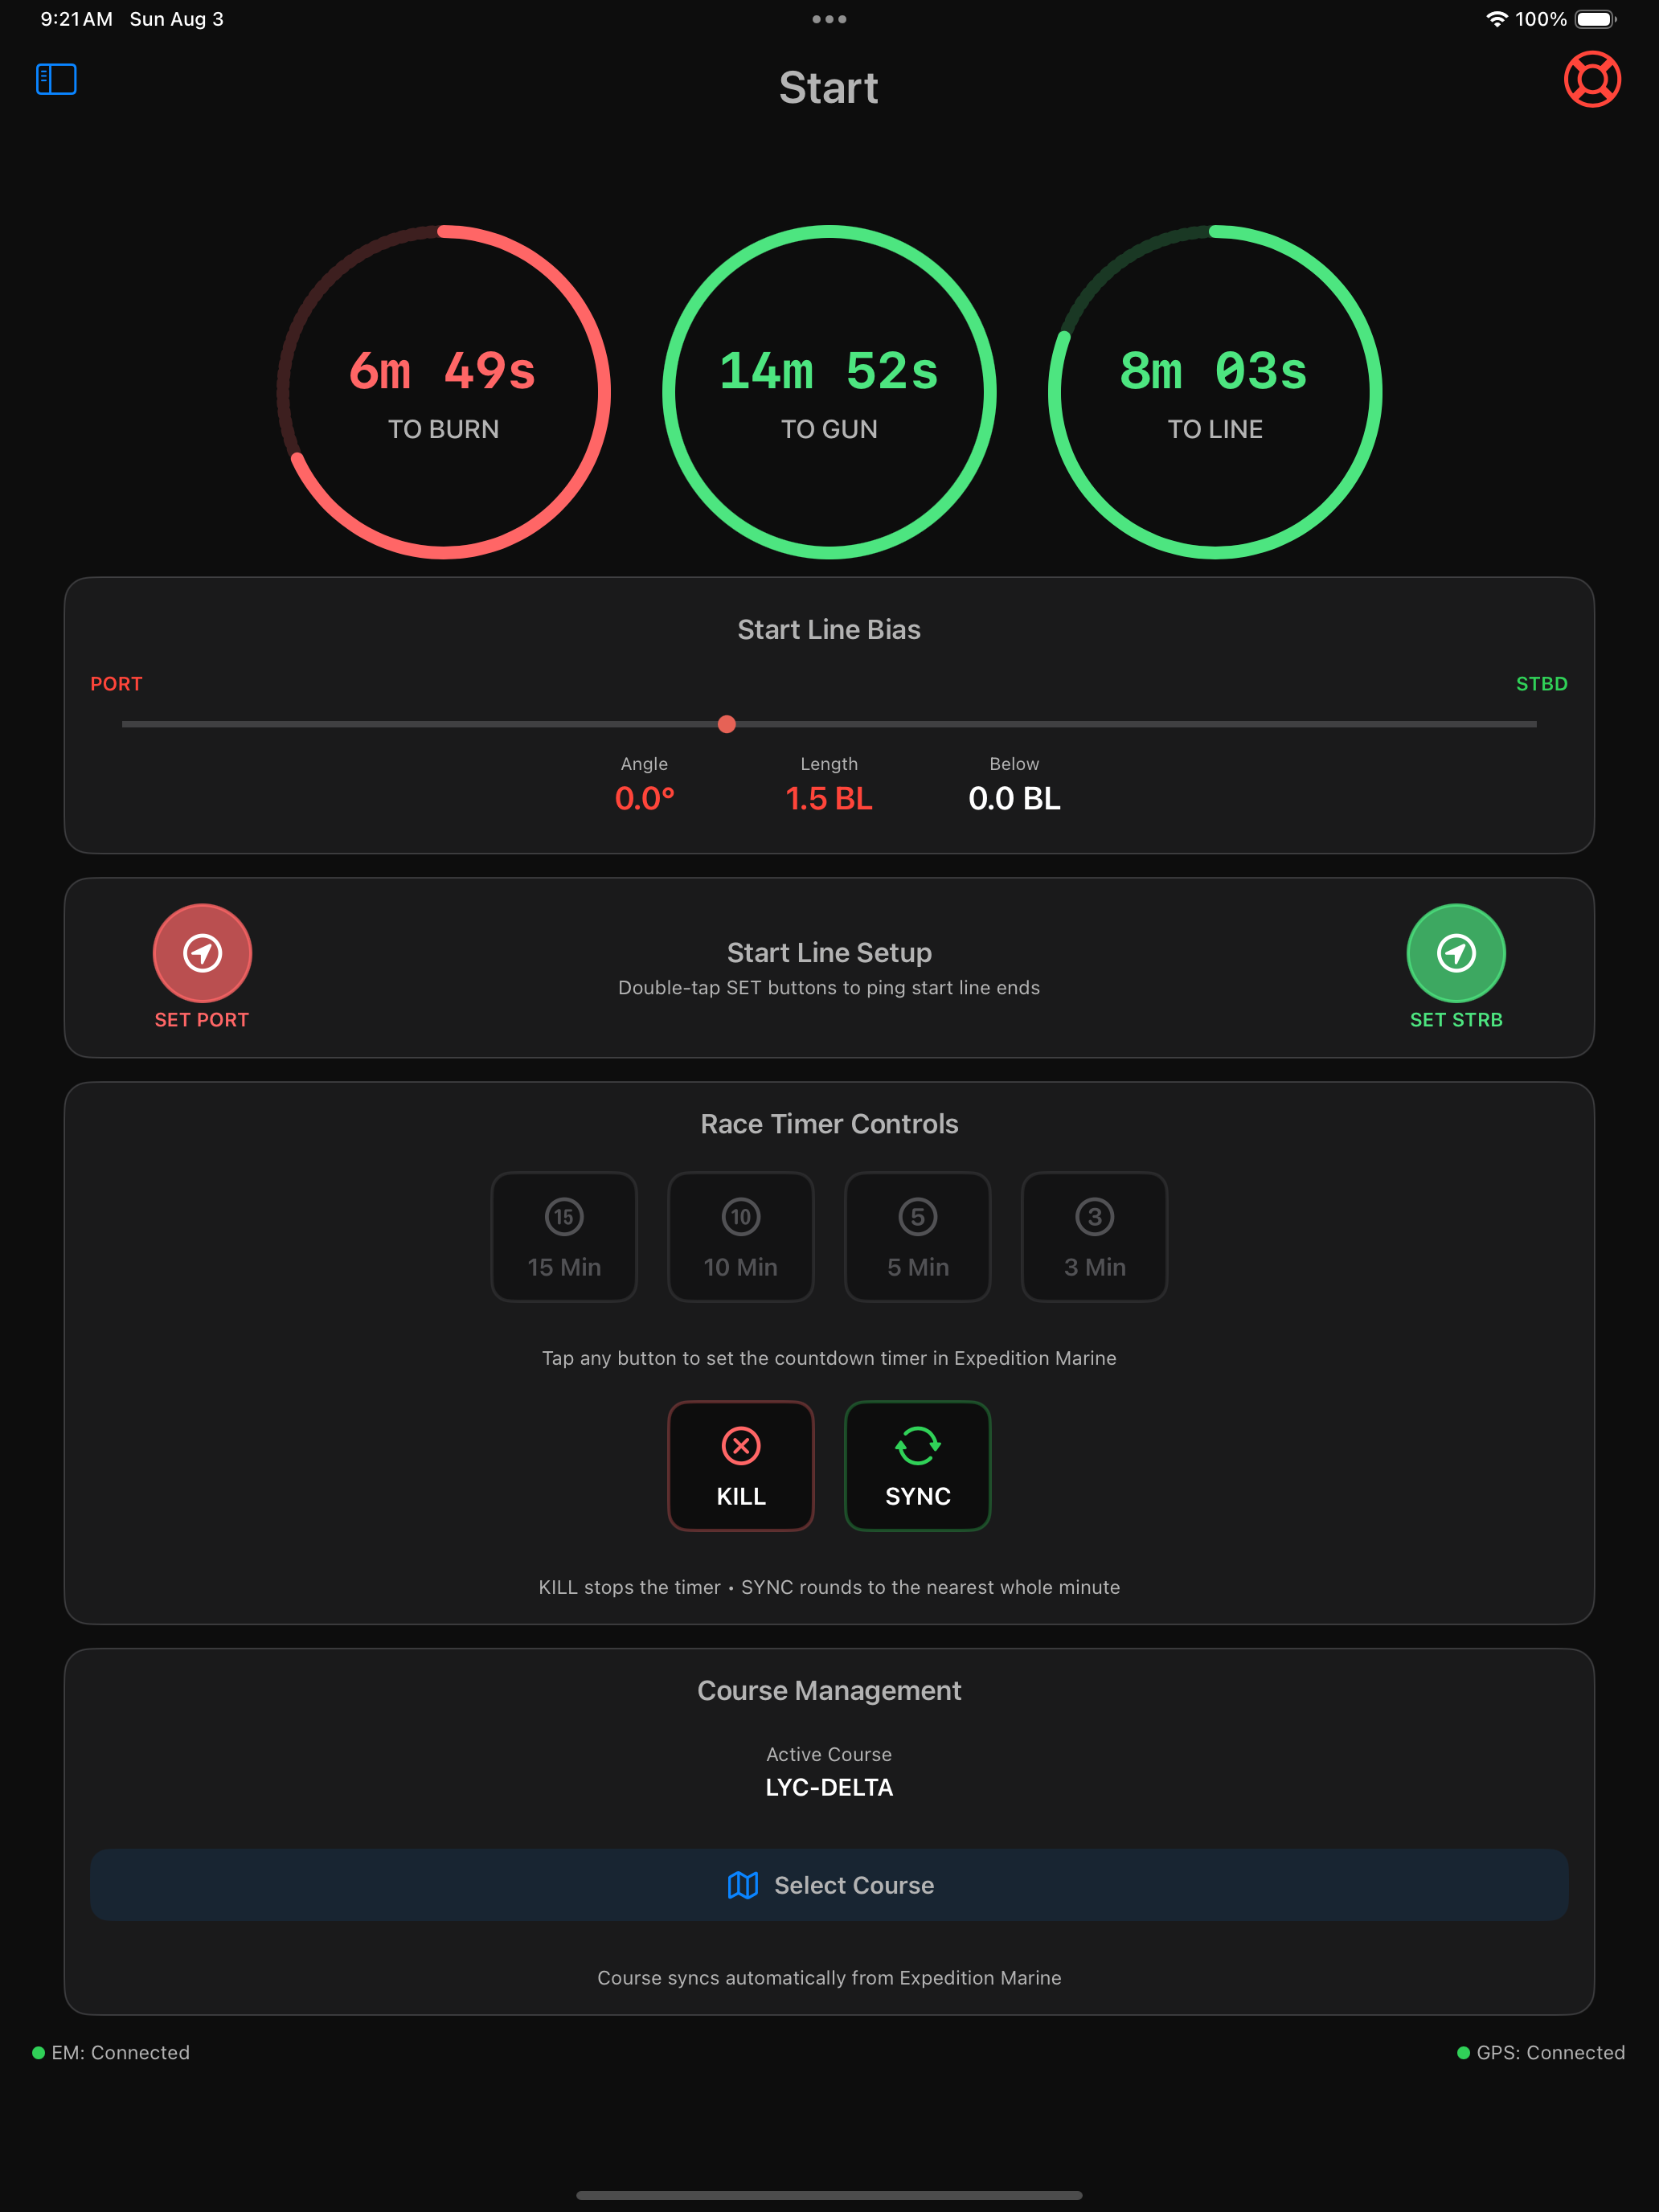 9:21 AM Sun Aug 3
100%
Start
6m 49s
TO BURN
14m 52s
TO GUN
8m 03s
TO LINE
Start Line Bias
PORT
STBD
Angle
0.0°
Length
1.5 BL
Below
0.0 BL
Start Line Setup
Double-tap SET buttons to ping start line ends
SET PORT
SET STRB
Race Timer Controls
15
15 Min
10
10 Min
5
5 Min
3
3 Min
Tap any button to set the countdown timer in Expedition Marine
KILL
SYNC
KILL stops the timer • SYNC rounds to the nearest whole minute
Course Management
Active Course
LYC-DELTA
Select Course
Course syncs automatically from Expedition Marine
EM: Connected
GPS: Connected